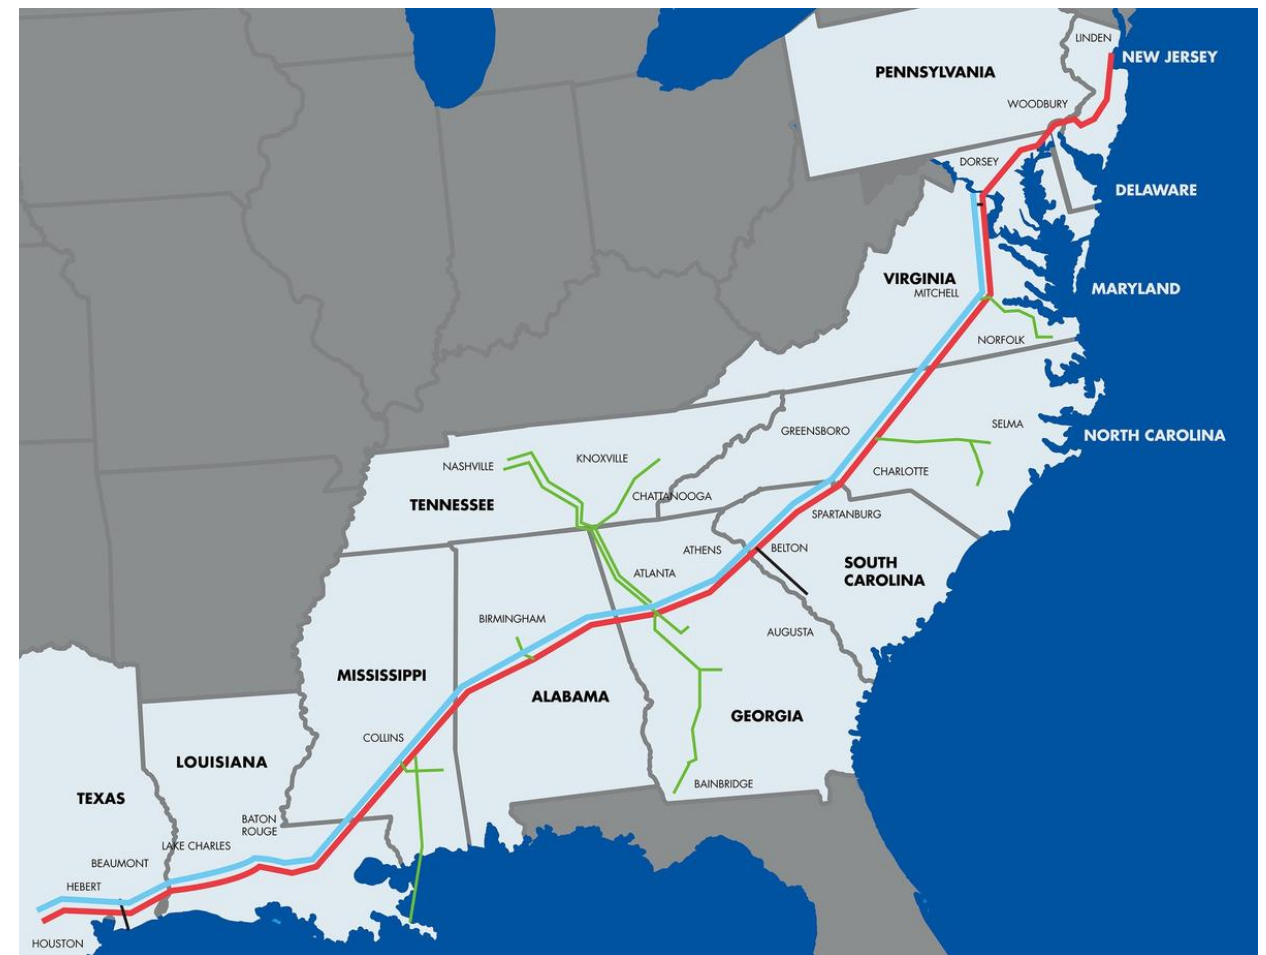 LINDEN
NEW JERSEY
PENNSYLVANIA
WOODBURY
DORSEY
DELAWARE
VIRGINIA
MITCHELL
MARYLAND
NORFOLK
GREENSBORO
SELMA
NORTH CAROLINA
NASHVILLE
KNOXVILLE
CHARLOTTE
CHATTANOOGA
TENNESSEE
SPARTANBURG
ATHENS
BELTON
ATLANTA
SOUTH
CAROLINA
BIRMINGHAM
AUGUSTA
MISSISSIPPI
ALABAMA
GEORGIA
COLLINS
LOUISIANA
BAINBRIDGE
TEXAS
BATON
ROUGE
LAKE CHARLES
BEAUMONT
HEBERT
HOUSTON